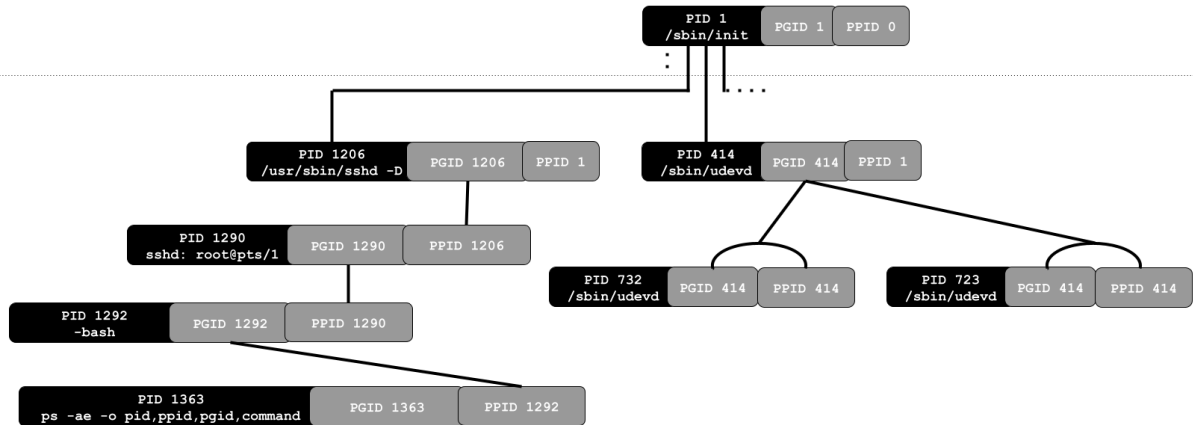 PID 1
/sbin/init
PGID 1
PPID 0
PID 1206
/usr/sbin/sshd -D
PGID 1206
PPID 1
PID 414
/sbin/udevd
PGID 414
PPID 1
PID 1290
sshd: root@pts/1
PGID 1290
PPID 1206
PID 732
/sbin/udevd
PGID 414
PPID 414
PID 723
/sbin/udevd
PGID 414
PPID 414
PID 1292
-bash
PGID 1292
PPID 1290
PID 1363
ps -ae -o pid,ppid,pgid,command
PGID 1363
PPID 1292